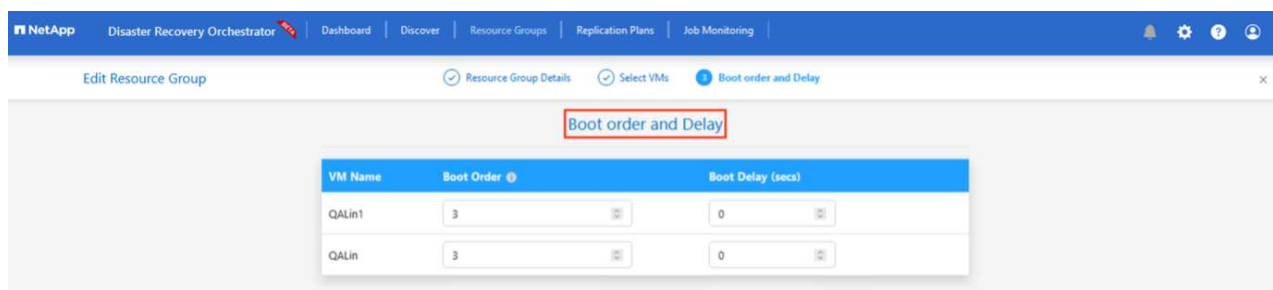 NetApp Disaster Recovery Orchestrator Dashboard Discover Resource Groups Replication Plans Job Monitoring
Edit Resource Group Resource Group Details Select VMs 3 Boot order and Delay
Boot order and Delay
VM Name Boot Order Boot Delay (secs)
QALin1 3 0
QALin 3 0